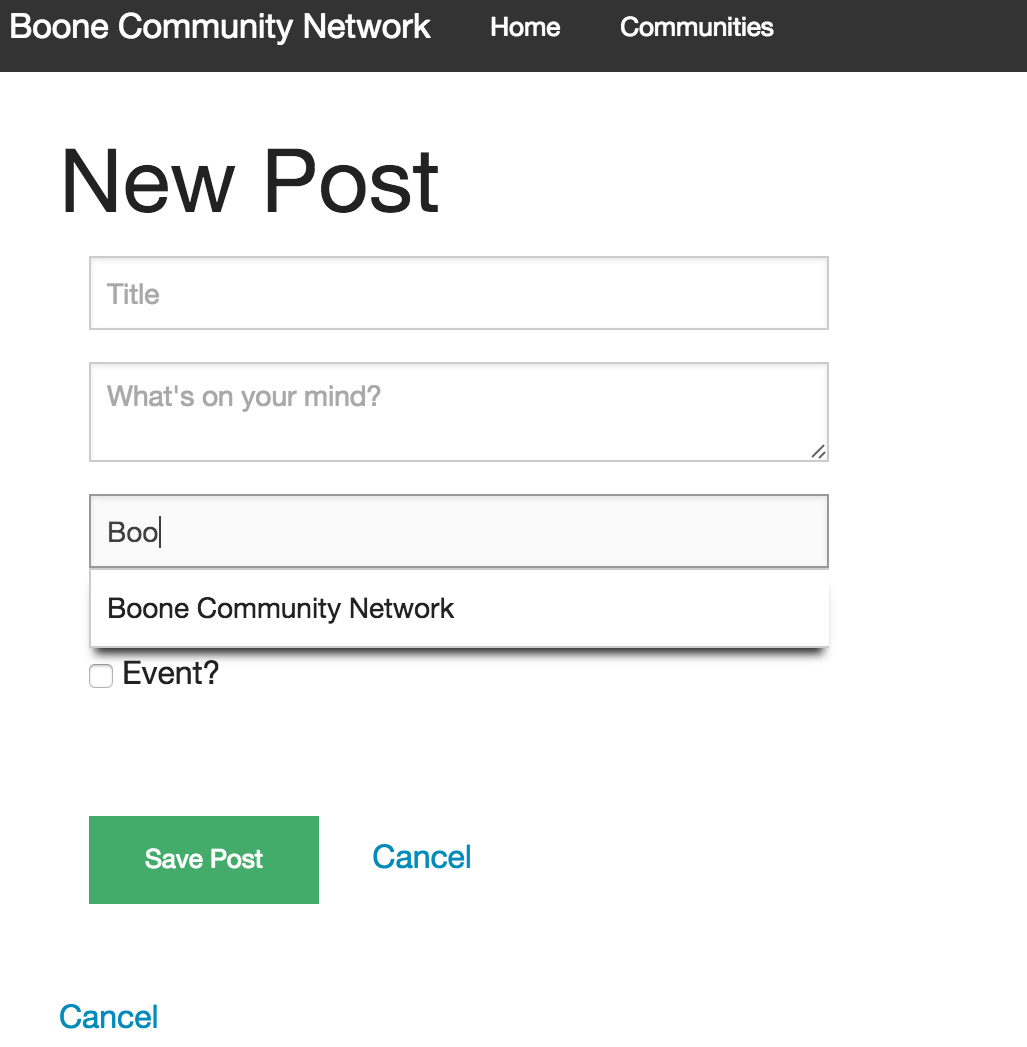 Boone Community Network Home Communities
New Post
Title
What's on your mind?
Boo
Boone Community Network
Event?
Save Post Cancel
Cancel